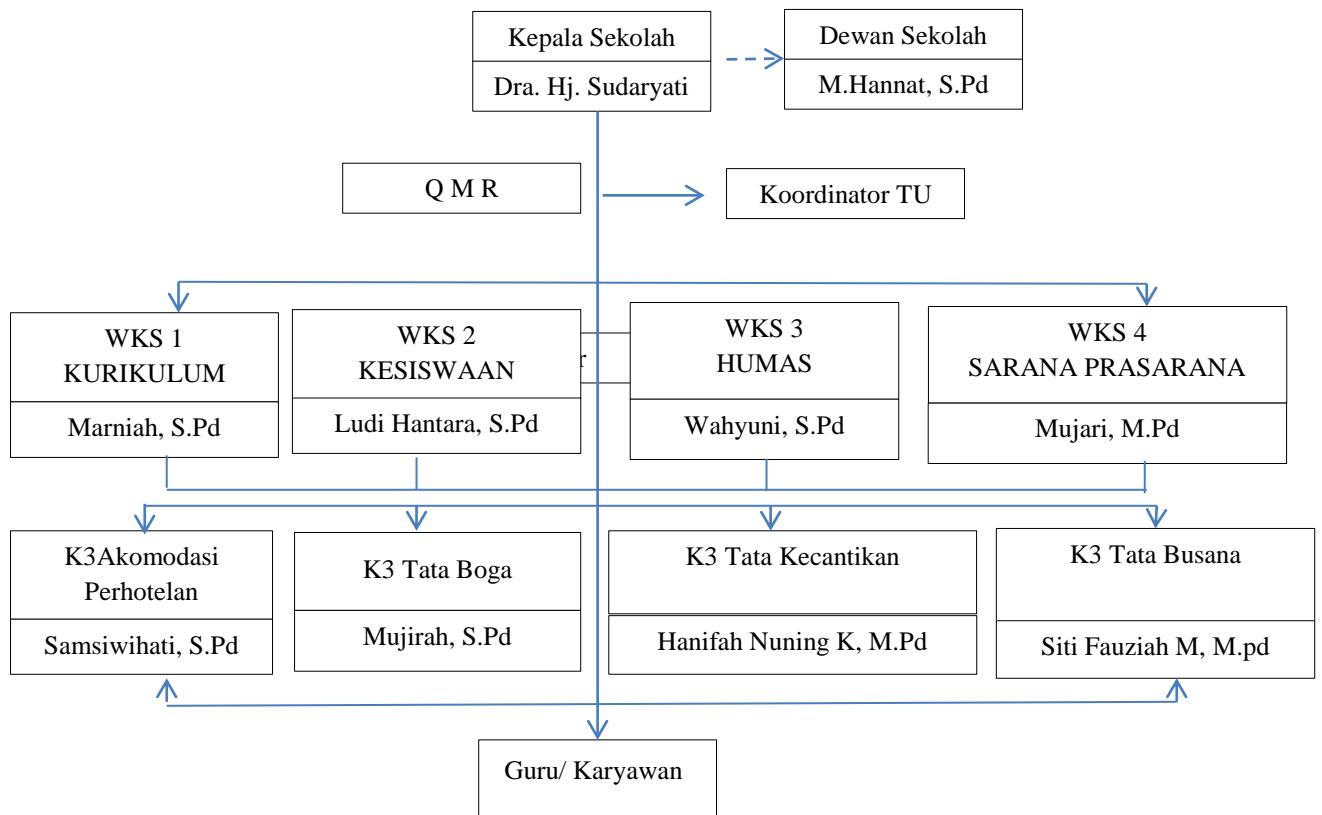 Kepala Sekolah
Dra. Hj. Sudaryati
Dewan Sekolah
M.Hannat, S.Pd
Q M R
Koordinator TU
WKS 1
KURIKULUM
Marniah, S.Pd
WKS 2
KESISWAAN
Ludi Hantara, S.Pd
r
WKS 3
HUMAS
Wahyuni, S.Pd
WKS 4
SARANA PRASARANA
Mujari, M.Pd
K3Akomodasi
Perhotelan
Samsiwihati, S.Pd
K3 Tata Boga
Mujirah, S.Pd
K3 Tata Kecantikan
Hanifah Nuning K, M.Pd
K3 Tata Busana
Siti Fauziah M, M.pd
Guru/ Karyawan